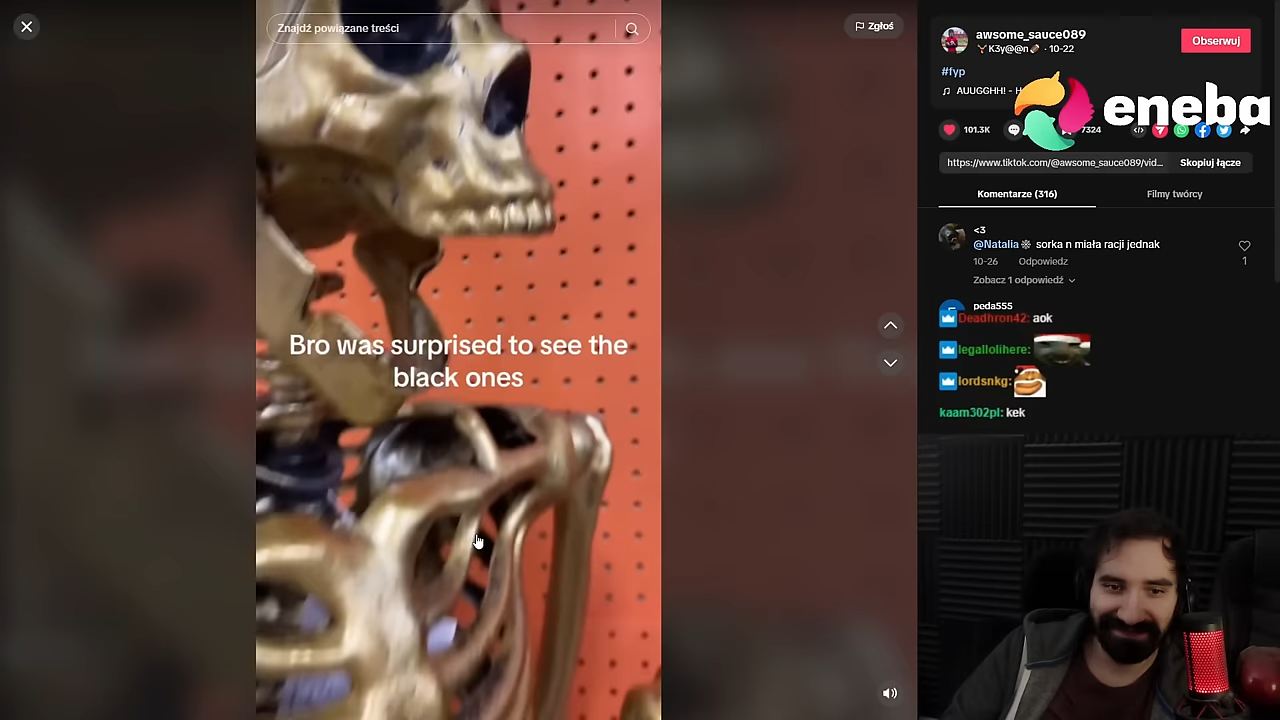 Znajdź powiązane treści
Zgłoś
Bro was surprised to see the
black ones
awsome_sauce089
K3y@@n🏈 · 10-22
Obserwuj
#fyp
AUUGGHH! - H
eneba
101.3K
7324
https://www.tiktok.com/@awsome_sauce089/vid...
Skopiuj łącze
Komentarze (316)
Filmy twórcy
<3
@Natalia❄ sorka n miała racji jednak
10-26 Odpowiedz
1
Zobacz 1 odpowiedź
peda555
Deadhron42: aok
legallolihere:
lordsnkg:
kaam302pl: kek